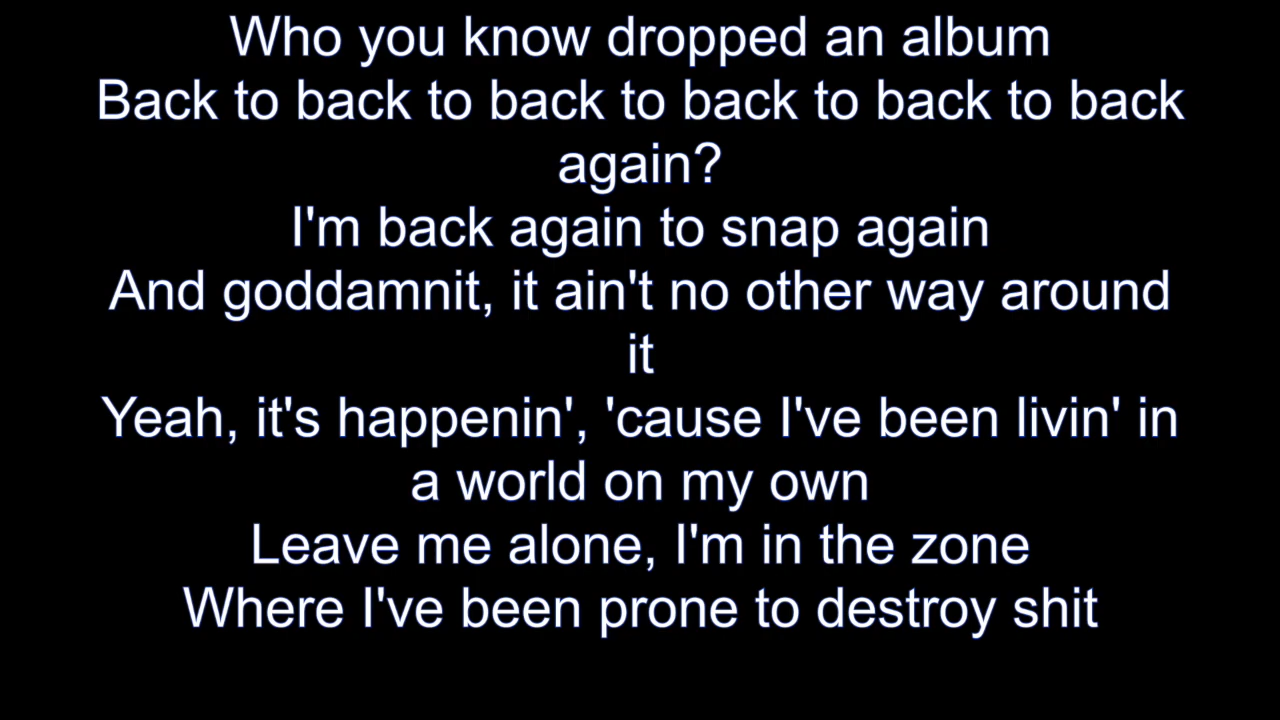 Who you know dropped an album
Back to back to back to back to back to back
again?
I'm back again to snap again
And goddamnit, it ain't no other way around
it
Yeah, it's happenin', 'cause I've been livin' in
a world on my own
Leave me alone, I'm in the zone
Where I've been prone to destroy shit